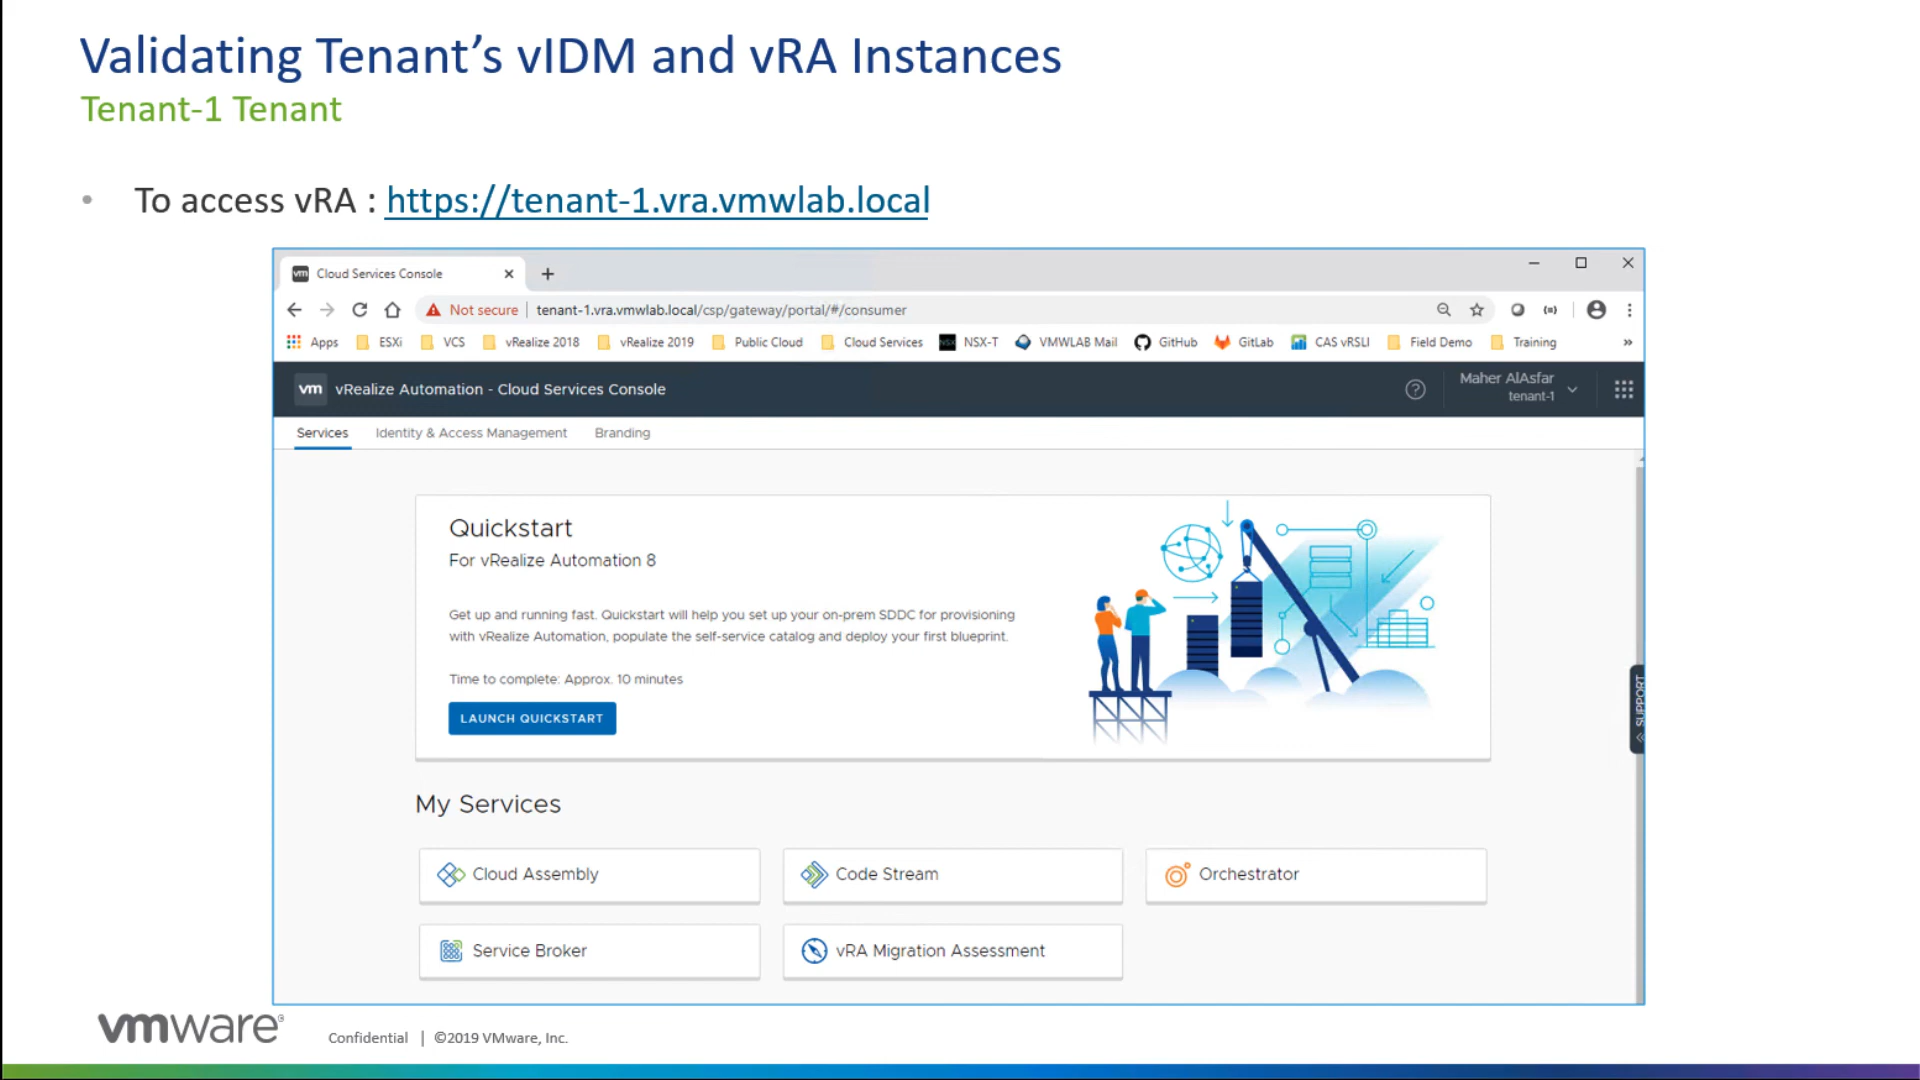 Validating Tenant’s vIDM and vRA Instances
Tenant-1 Tenant
• To access vRA : https://tenant-1.vra.vmwlab.local
vm Cloud Services Console
Not secure | tenant-1.vra.vmwlab.local/csp/gateway/portal/#/consumer
Apps ESXi VCS vRealize 2018 vRealize 2019 Public Cloud Cloud Services NSX NSX-T VMWLAB Mail GitHub GitLab CAS vRSLI Field Demo Training »
vm vRealize Automation - Cloud Services Console
Maher AlAsfar
tenant-1
Services Identity & Access Management Branding
Quickstart
For vRealize Automation 8
Get up and running fast. Quickstart will help you set up your on-prem SDDC for provisioning
with vRealize Automation, populate the self-service catalog and deploy your first blueprint.
Time to complete: Approx. 10 minutes
LAUNCH QUICKSTART
SUPPORT
My Services
Cloud Assembly Code Stream Orchestrator
Service Broker vRA Migration Assessment
vmware®
Confidential | ©2019 VMware, Inc.